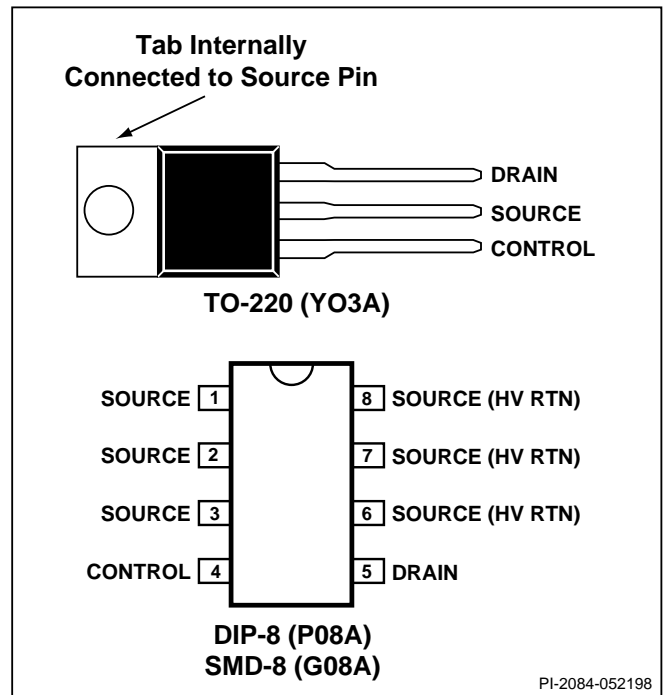 Tab Internally
Connected to Source Pin
DRAIN
SOURCE
CONTROL
TO-220 (YO3A)
SOURCE 1 8 SOURCE (HV RTN)
SOURCE 2 7 SOURCE (HV RTN)
SOURCE 3 6 SOURCE (HV RTN)
CONTROL 4 5 DRAIN
DIP-8 (P08A)
SMD-8 (G08A)
PI-2084-052198